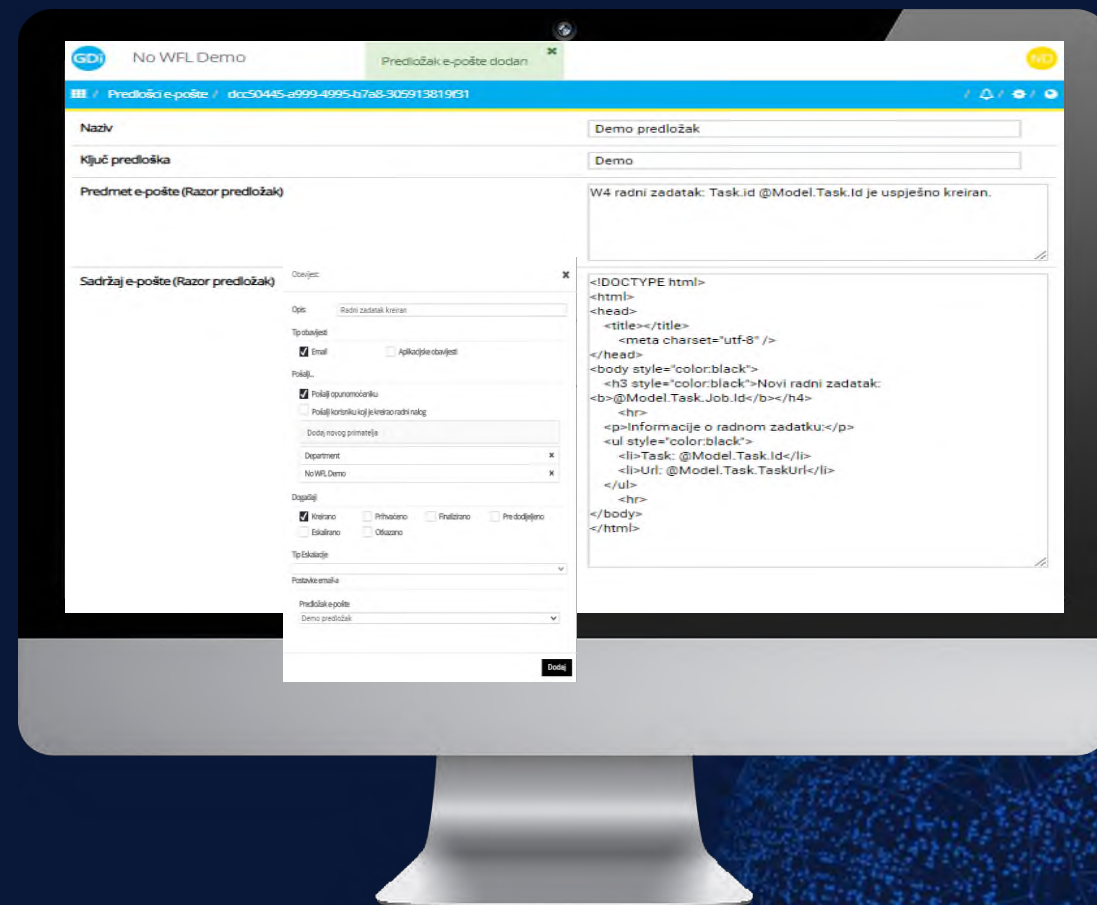 GDi
No WFL Demo
Predložak e-pošte dodan
ND
/ Predlošci e-pošte / dcc50445-a999-4995-b7a8-305913819f31
Naziv
Demo predložak
Ključ predloška
Demo
Predmet e-pošte (Razor predložak)
W4 radni zadatak: Task.id @Model.Task.Id je uspješno kreiran.
Sadržaj e-pošte (Razor predložak)
<!DOCTYPE html>
<html>
<head>
<title></title>
<meta charset="utf-8" />
</head>
<body style="color:black">
<h3 style="color:black">Novi radni zadatak:
<b>@Model.Task.Job.Id</b></h4>
<hr>
<p>Informacije o radnom zadatku:</p>
<ul style="color:black">
<li>Task: @Model.Task.Id</li>
<li>Url: @Model.Task.TaskUrl</li>
</ul>
<hr>
</body>
</html>
Obavijest
Opis: Radni zadatak kreiran
Tip obavijesti
Email Aplikacijske obavijesti
Pošalji...
Pošalji opunomoćeniku
Pošalji korisniku koji je kreirao radni nalog
Dodaj novog primatelja
Department
No WFL Demo
Događaji
Kreirano Prihvaćeno Finalizirano Pre dodijeljeno
Eskalirano Otkazano
Tip Eskalacije
Postavke email-a
Predložak e-pošte
Demo predložak
Dodaj